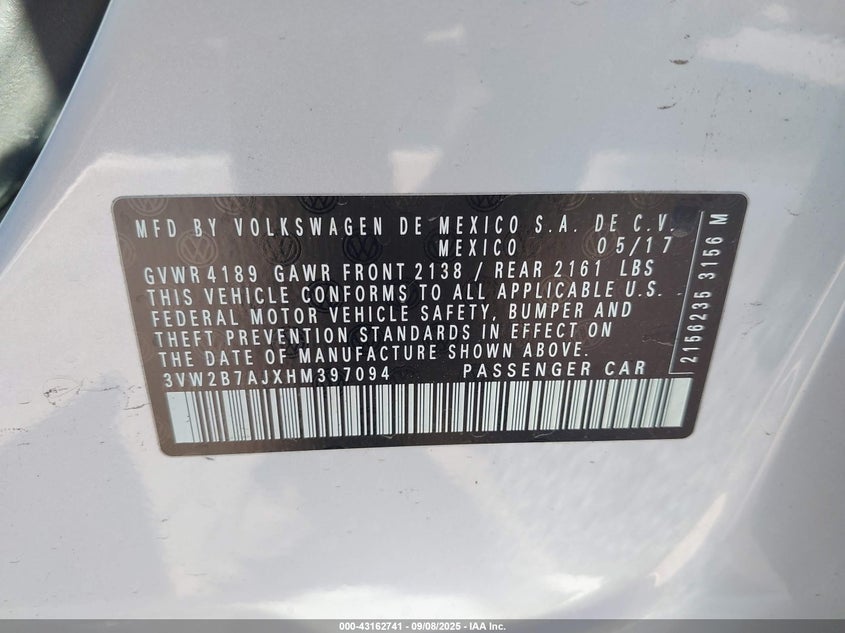 MFD BY VOLKSWAGEN DE MEXICO S.A. DE C.V.
MEXICO 05/17
GVWR 4189 GAWR FRONT 2138 / REAR 2161 LBS
THIS VEHICLE CONFORMS TO ALL APPLICABLE U.S.
FEDERAL MOTOR VEHICLE SAFETY, BUMPER AND
THEFT PREVENTION STANDARDS IN EFFECT ON
THE DATE OF MANUFACTURE SHOWN ABOVE.
3VW2B7AJXHM397094 PASSENGER CAR
2156235 3156 M
000-43162741 - 09/08/2025 - IAA Inc.